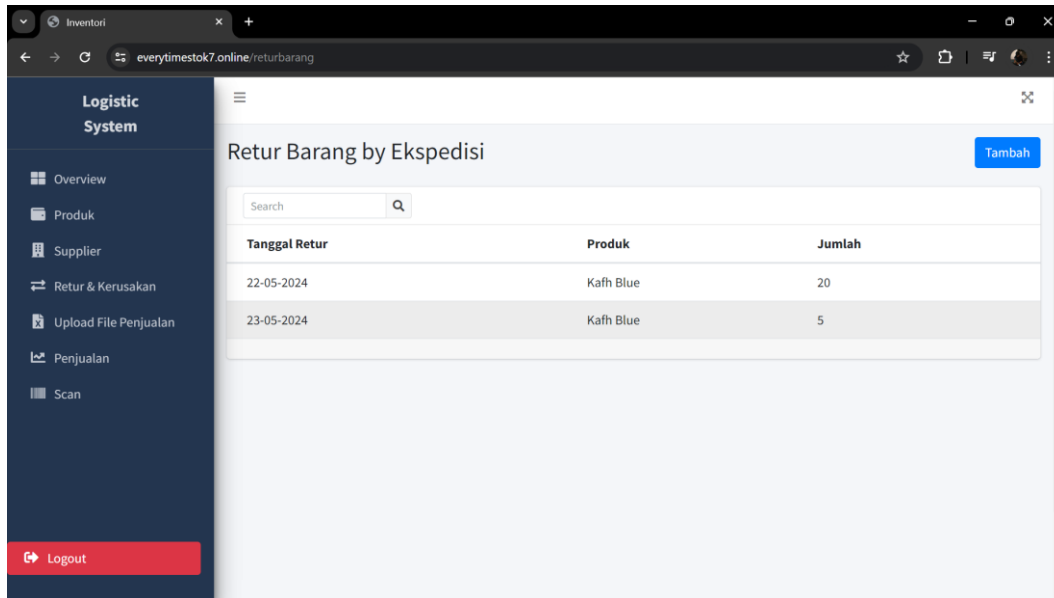 Inventori
everytimestok7.online/returbarang
Logistic
System
Retur Barang by Ekspedisi
Tambah
Overview
Produk
Supplier
Retur & Kerusakan
Upload File Penjualan
Penjualan
Scan
Logout
Search
Tanggal Retur Produk Jumlah
22-05-2024 Kafh Blue 20
23-05-2024 Kafh Blue 5